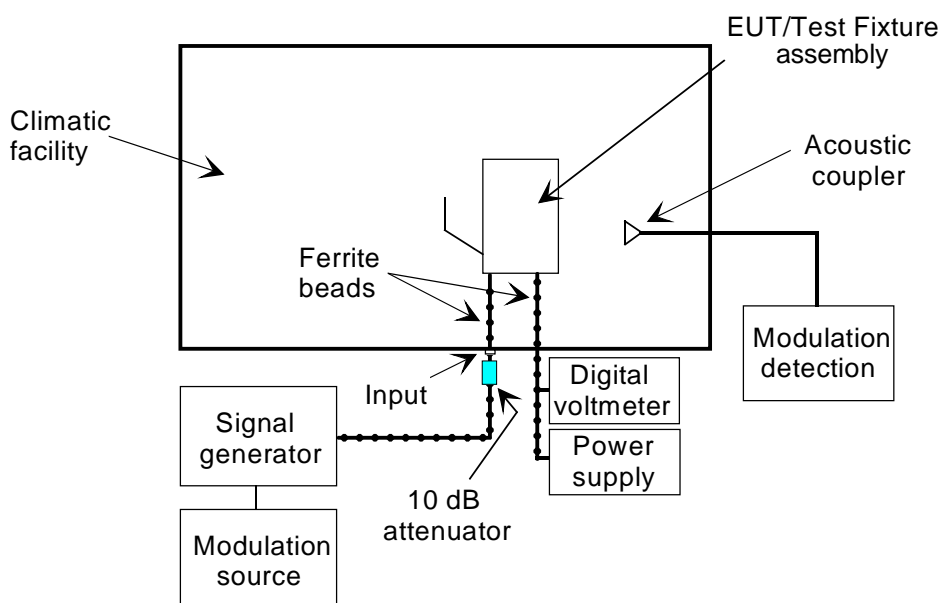 EUT/Test Fixture
assembly
Climatic
facility
Acoustic
coupler
Ferrite
beads
Modulation
detection
Input
Digital
voltmeter
Signal
generator
Power
supply
10 dB
attenuator
Modulation
source